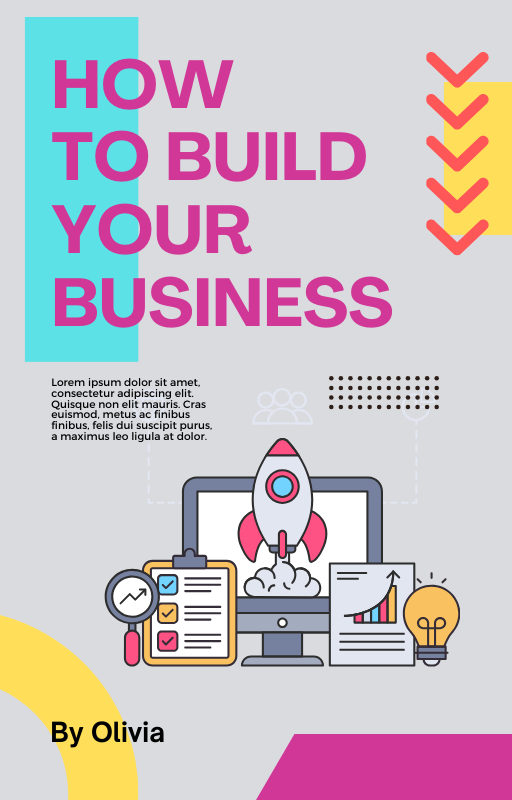 HOW
TO BUILD
YOUR
BUSINESS
Lorem ipsum dolor sit amet,
consectetur adipiscing elit.
Quisque non elit mauris. Cras
euismod, metus ac finibus
finibus, felis dui suscipit purus,
a maximus leo ligula at dolor.
By Olivia